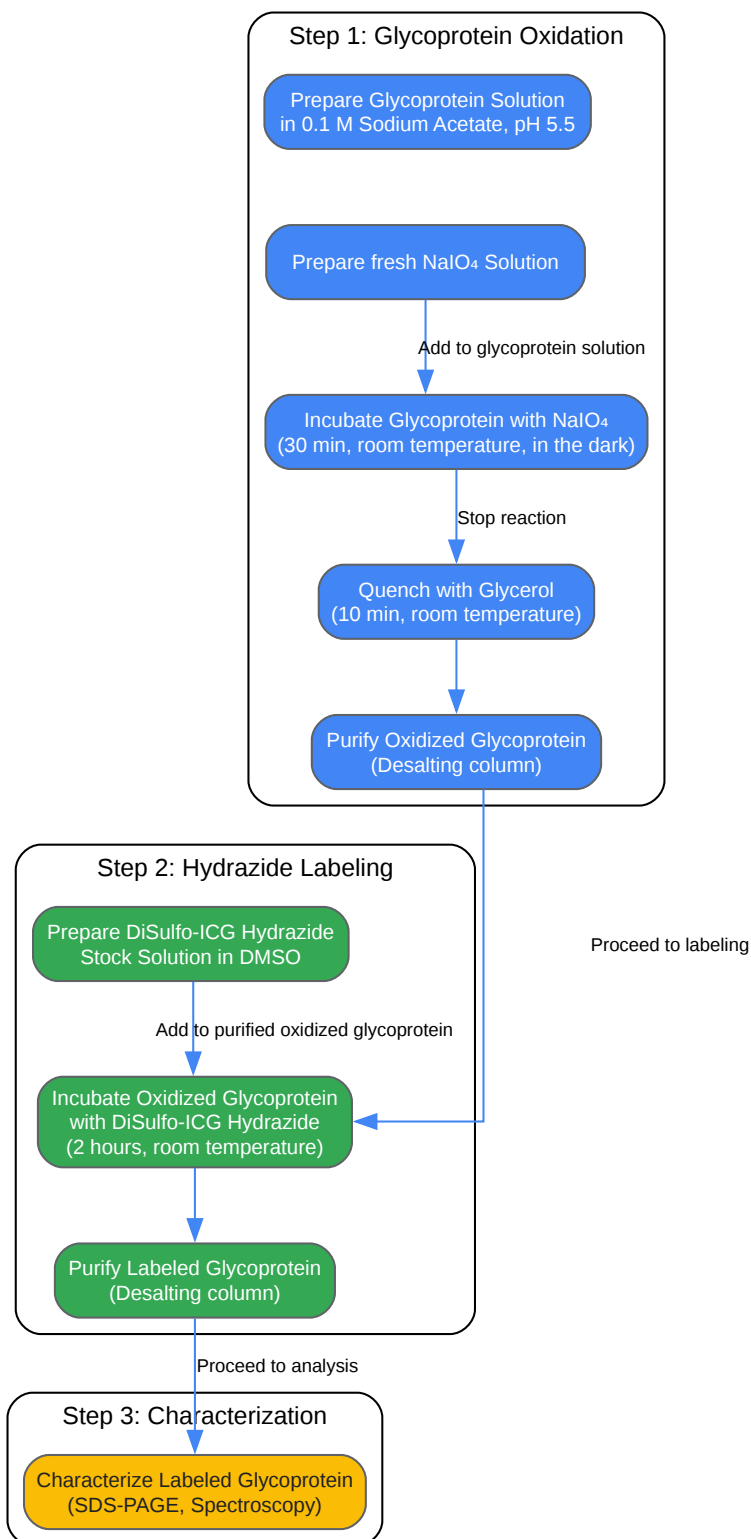 Step 1: Glycoprotein Oxidation
Prepare Glycoprotein Solution
in 0.1 M Sodium Acetate, pH 5.5
Prepare fresh NaIO₄ Solution
Add to glycoprotein solution
Incubate Glycoprotein with NaIO₄
(30 min, room temperature, in the dark)
Stop reaction
Quench with Glycerol
(10 min, room temperature)
Purify Oxidized Glycoprotein
(Desalting column)
Step 2: Hydrazide Labeling
Prepare DiSulfo-ICG Hydrazide
Stock Solution in DMSO
Proceed to labeling
Add to purified oxidized glycoprotein
Incubate Oxidized Glycoprotein
with DiSulfo-ICG Hydrazide
(2 hours, room temperature)
Purify Labeled Glycoprotein
(Desalting column)
Proceed to analysis
Step 3: Characterization
Characterize Labeled Glycoprotein
(SDS-PAGE, Spectroscopy)